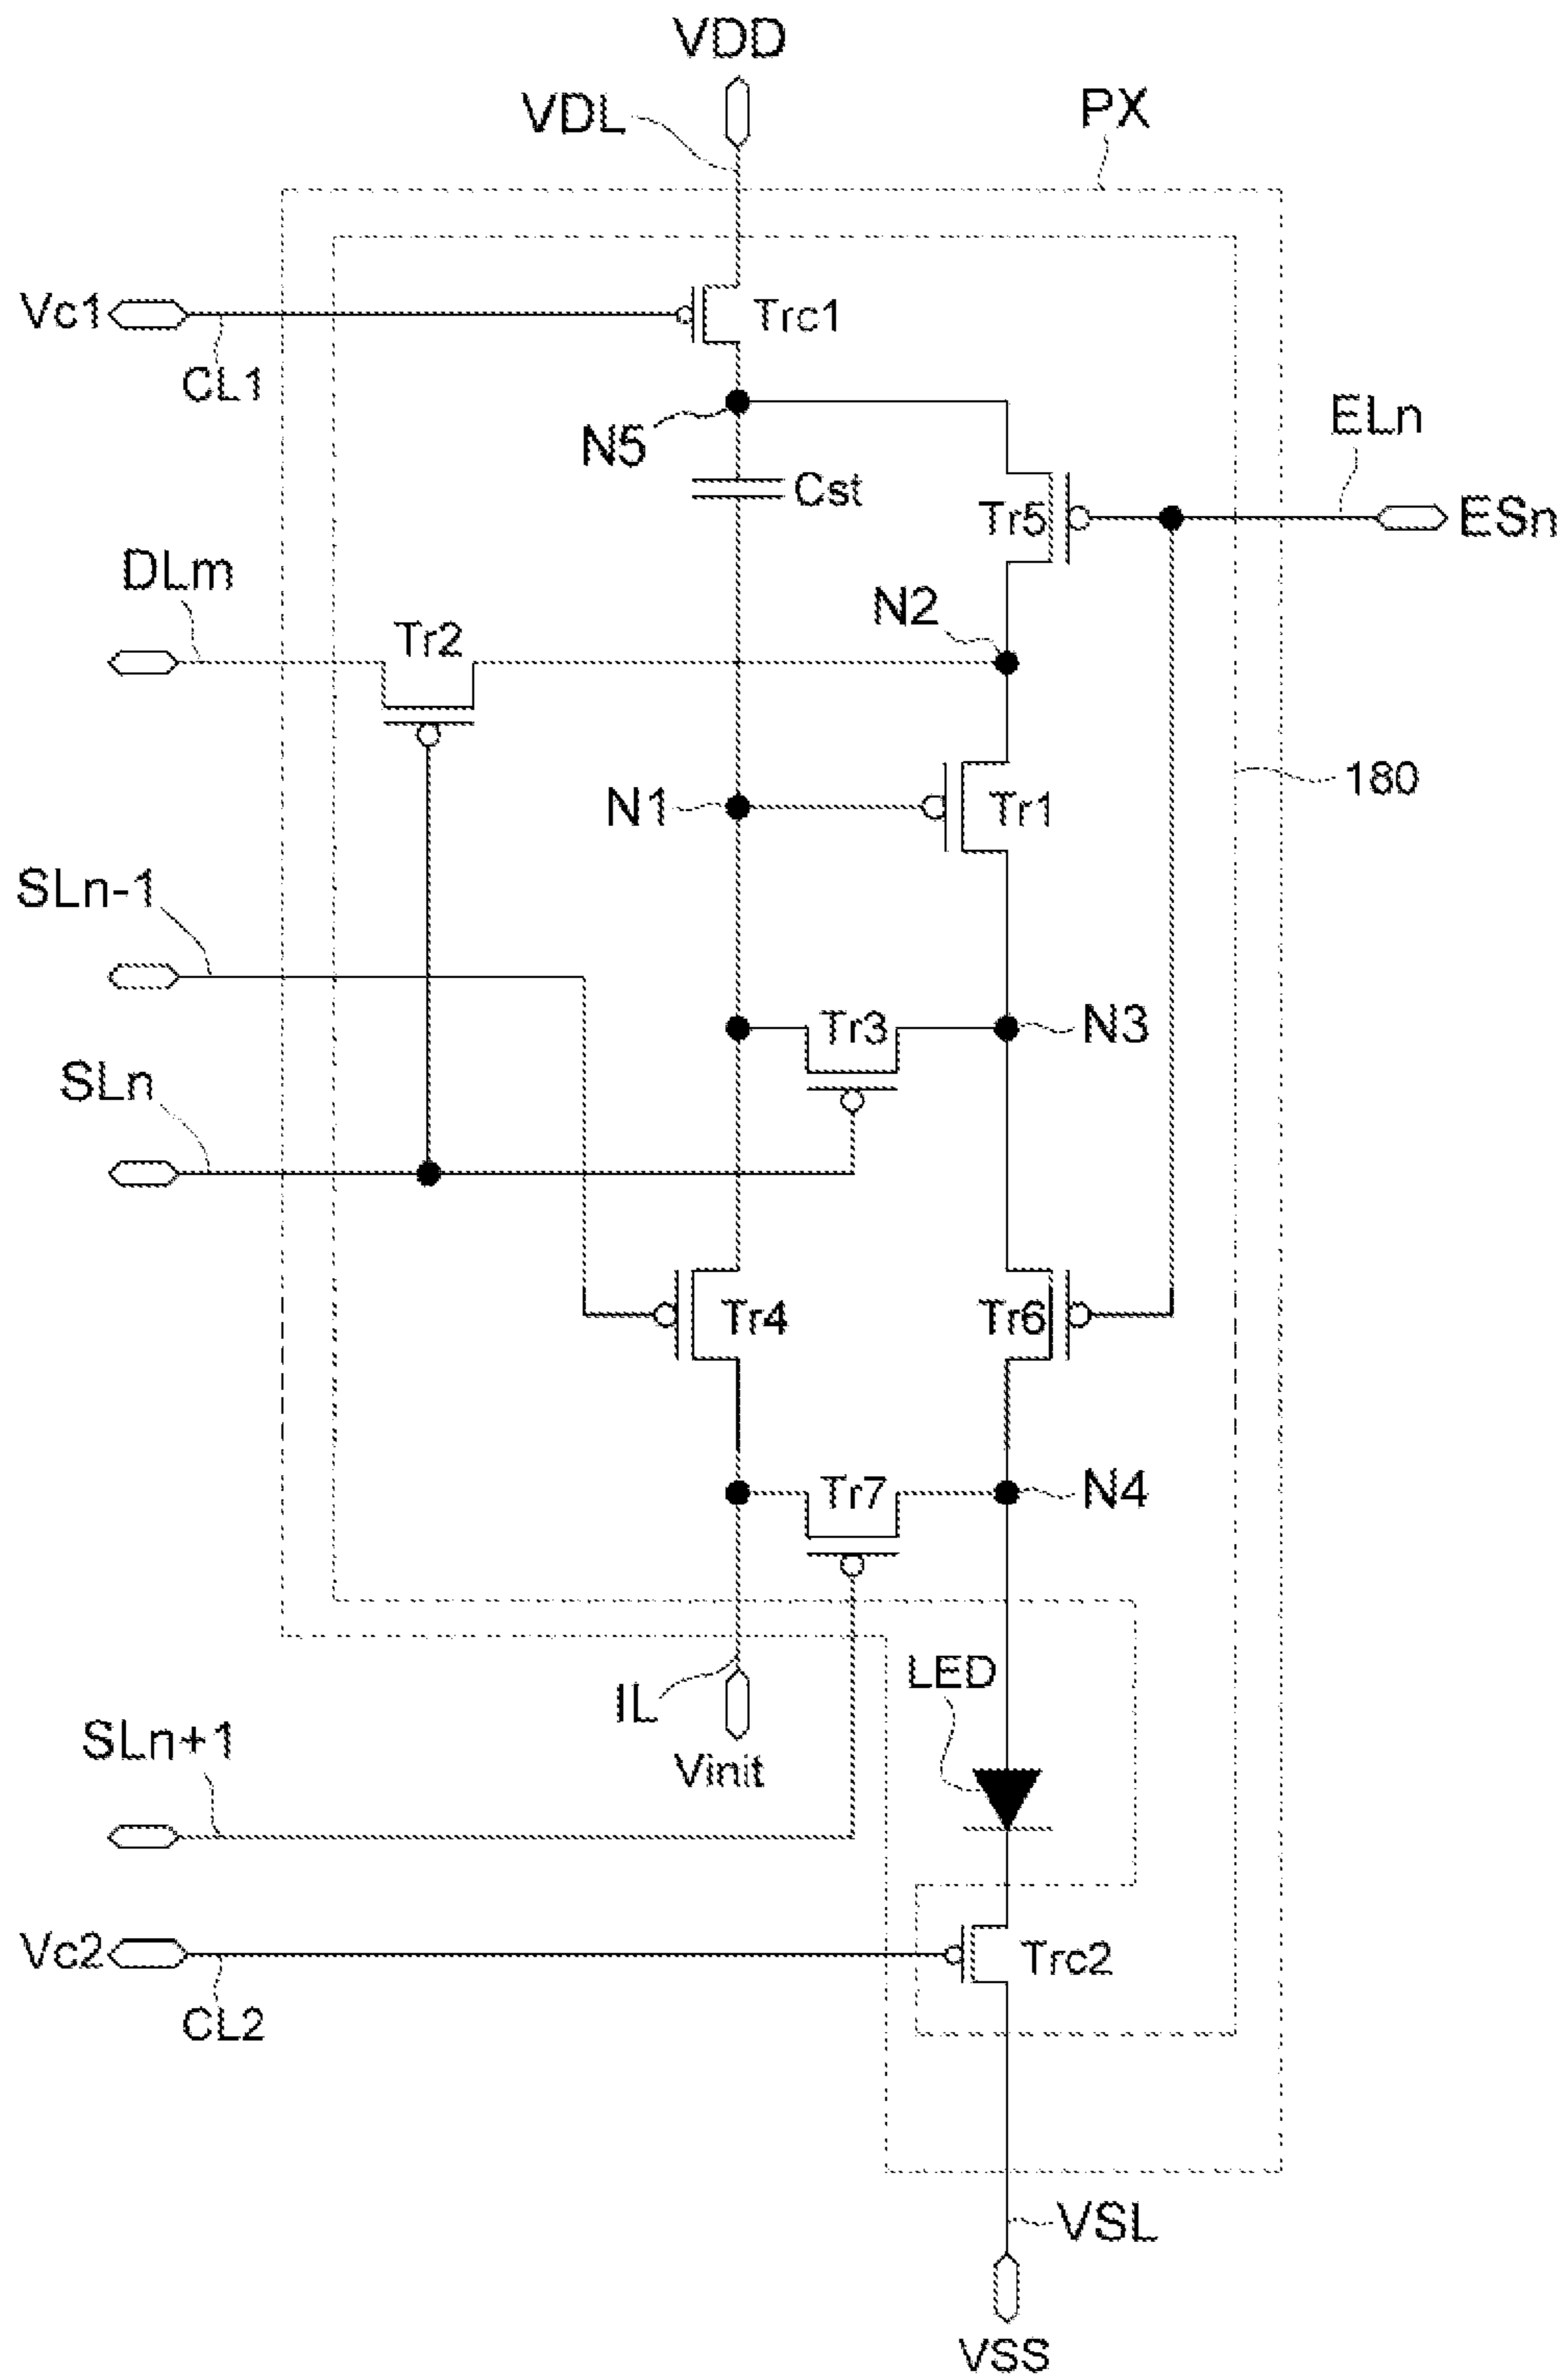 VDD
VDL
PX
Vc1
Trc1
CL1
N5
ELn
Cst
Tr5
ESn
DLm
Tr2
N2
180
N1
Tr1
SLn-1
Tr3
N3
SLn
Tr4
Tr6
Tr7
N4
LED
IL
SLn+1
Vinit
Vc2
Trc2
CL2
VSL
VSS